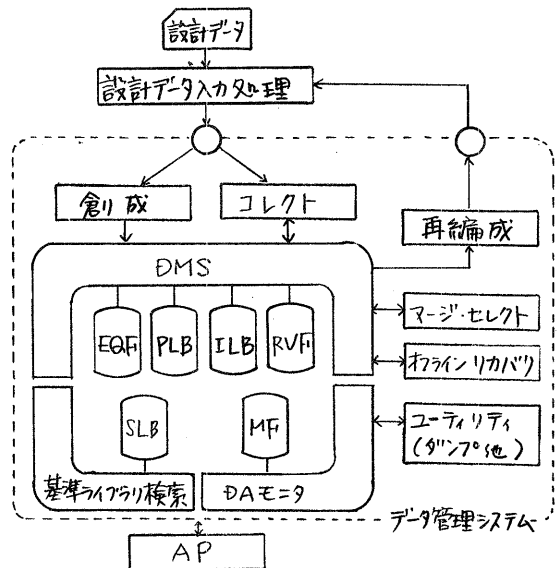 設計データ
設計データ入力処理
創成
コレクト
再編成
DMS
マージ・セレクト
EQF
PLB
ILB
RVF
オフラインリカバリ
SLB
MF
ユーティリティ
(ダンプ他)
基準ライブラリ検索
DAモニタ
データ管理システム
AP